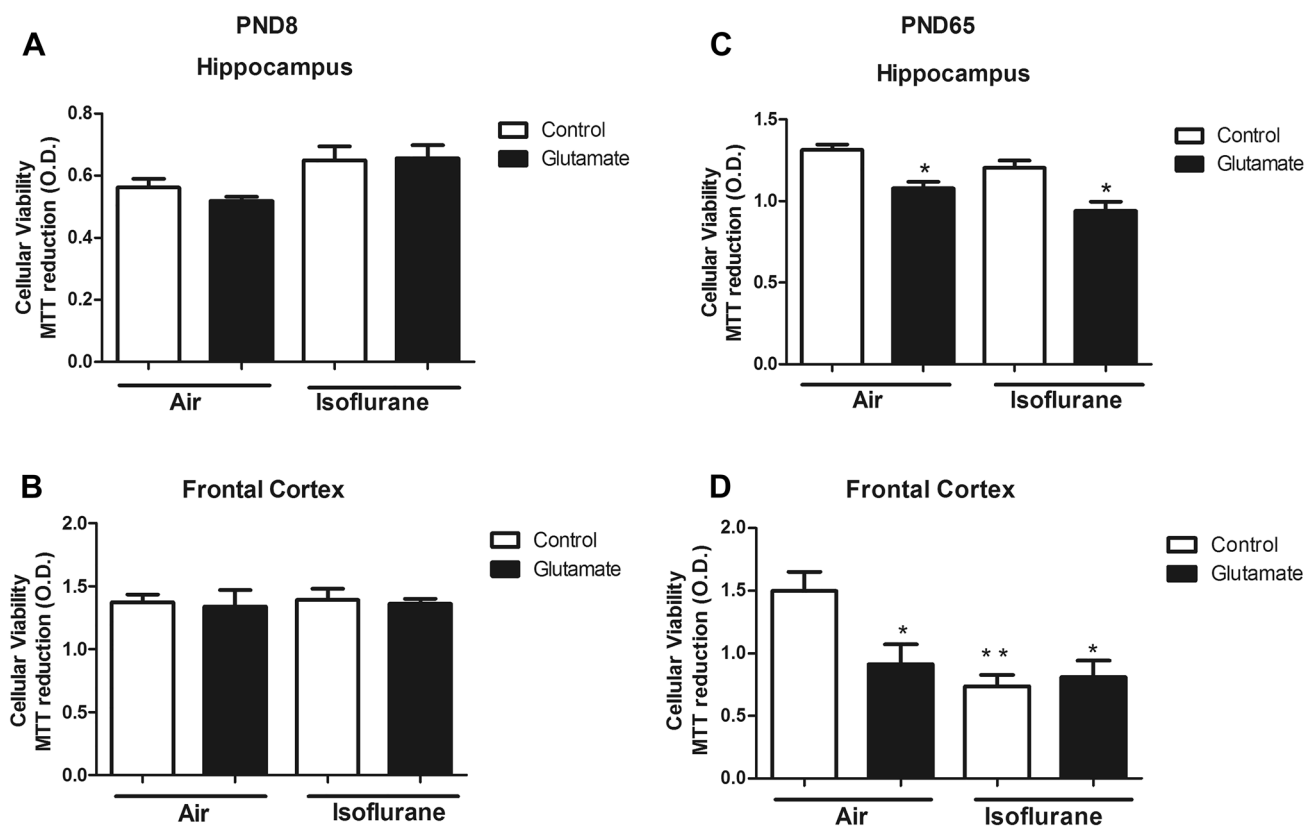 A
PND8
Hippocampus
Cellular Viability
MTT reduction (O.D.)
0.8
0.6
0.4
0.2
0.0
Control
Glutamate
Air
Isoflurane
C
PND65
Hippocampus
Cellular Viability
MTT reduction (O.D.)
1.5
1.0
0.5
0.0
*
*
Control
Glutamate
Air
Isoflurane
B
Frontal Cortex
Cellular Viability
MTT reduction (O.D.)
2.0
1.5
1.0
0.5
0.0
Control
Glutamate
Air
Isoflurane
D
Frontal Cortex
Cellular Viability
MTT reduction (O.D.)
2.0
1.5
1.0
0.5
0.0
*
* *
*
Control
Glutamate
Air
Isoflurane